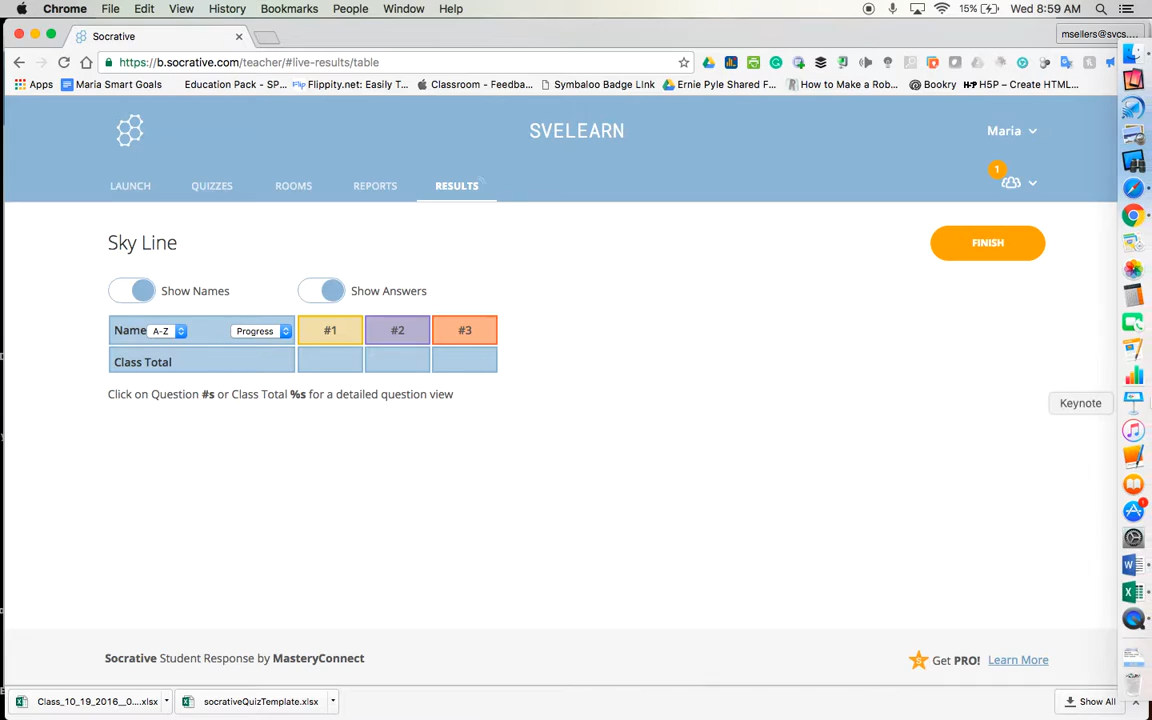 Chrome File Edit View History Bookmarks People Window Help 15% Wed 8:59 AM
Socrative msellers@svcs....
https://b.socrative.com/teacher/#live-results/table
Apps Maria Smart Goals Education Pack - SP... Flippity.net: Easily T... Classroom - Feedba... Symbaloo Badge Link Ernie Pyle Shared F... How to Make a Rob... Bookry H5P – Create HTML...
SVELEARN
Maria
LAUNCH QUIZZES ROOMS REPORTS RESULTS 1
Sky Line
FINISH
Show Names Show Answers
Name A-Z Progress #1 #2 #3
Class Total
Click on Question #s or Class Total %s for a detailed question view
Keynote
Socrative Student Response by MasteryConnect
Get PRO! Learn More
Class_10_19_2016__0....xlsx socrativeQuizTemplate.xlsx Show All